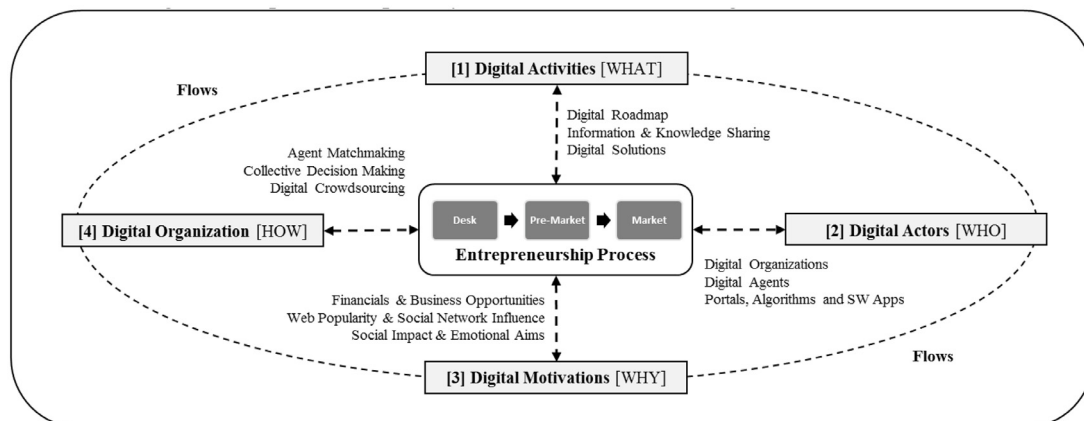 [1] Digital Activities [WHAT]
Flows
Digital Roadmap
Information & Knowledge Sharing
Digital Solutions
Agent Matchmaking
Collective Decision Making
Digital Crowdsourcing
Desk
Pre-Market
Market
Entrepreneurship Process
[4] Digital Organization [HOW]
[2] Digital Actors [WHO]
Digital Organizations
Digital Agents
Portals, Algorithms and SW Apps
Financials & Business Opportunities
Web Popularity & Social Network Influence
Social Impact & Emotional Aims
Flows
[3] Digital Motivations [WHY]